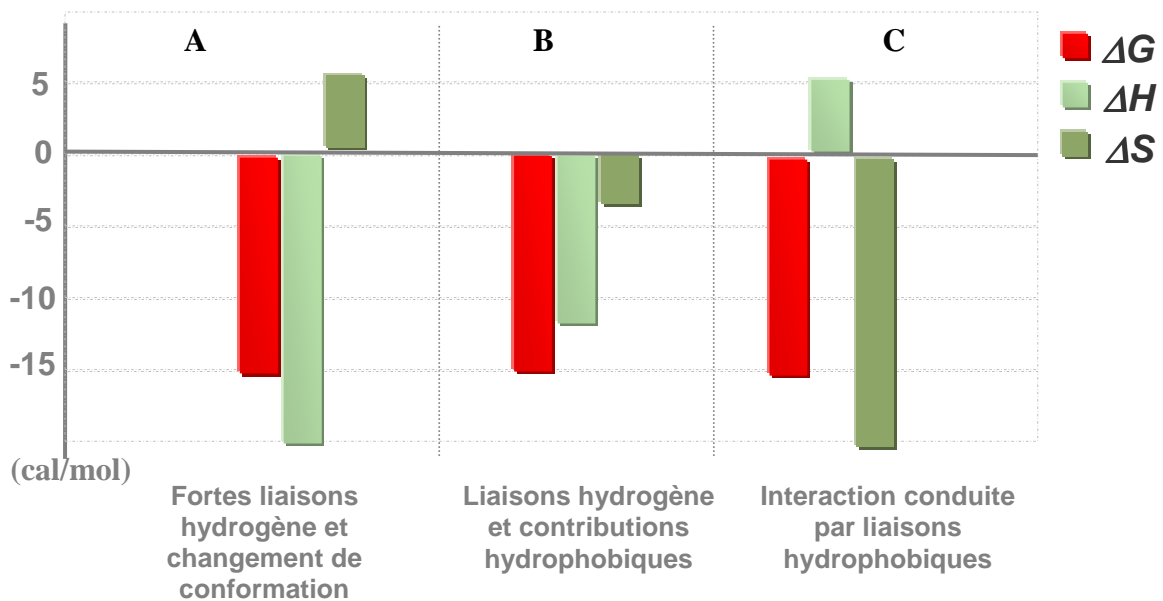 A
B
C
ΔG
ΔH
ΔS
5
0
-5
-10
-15
(cal/mol)
Fortes liaisons
hydrogène et
changement de
conformation
Liaisons hydrogène
et contributions
hydrophobiques
Interaction conduite
par liaisons
hydrophobiques